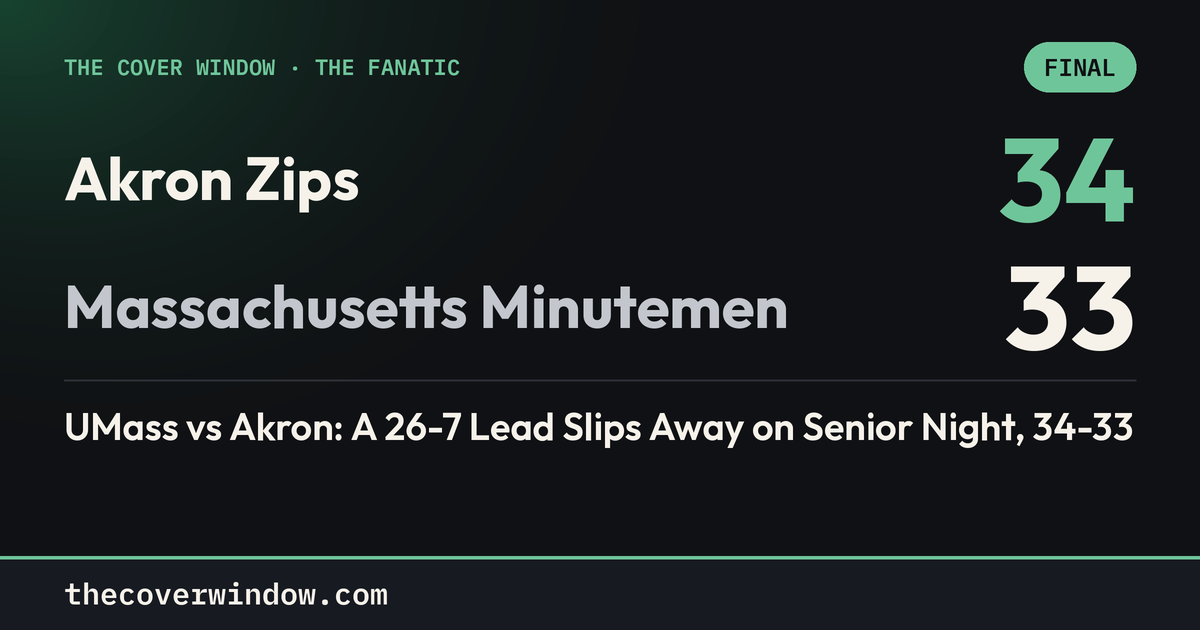 THE COVER WINDOW · THE FANATIC
FINAL
Akron Zips 34
Massachusetts Minutemen 33
UMass vs Akron: A 26-7 Lead Slips Away on Senior Night, 34-33
thecoverwindow.com